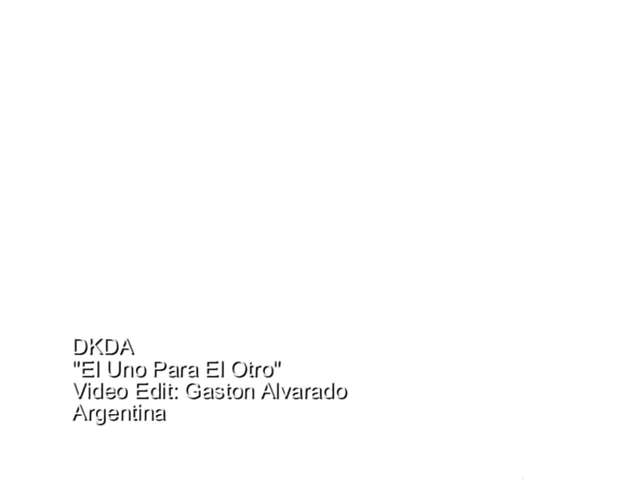 DKDA
"El Uno Para El Otro"
Video Edit: Gaston Alvarado
Argentina